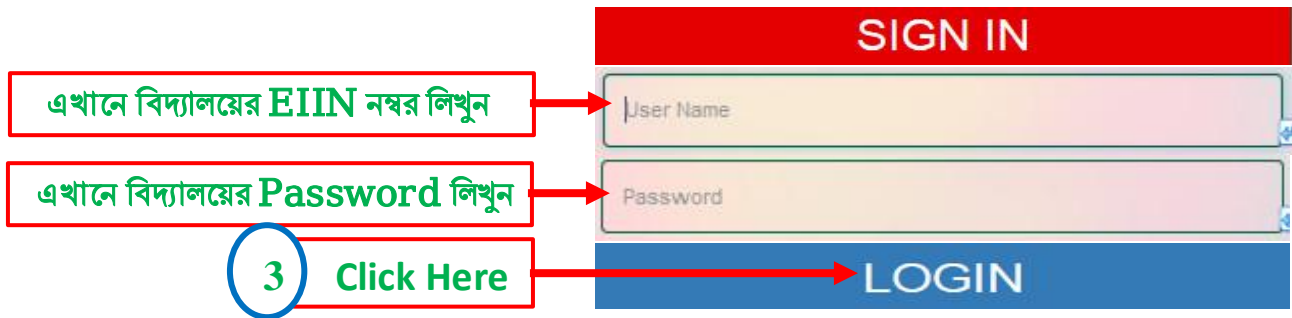 SIGN IN
এখানে বিদ্যালয়ের EIIN নম্বর লিখুন
User Name
এখানে বিদ্যালয়ের Password লিখুন
Password
3 Click Here
LOGIN